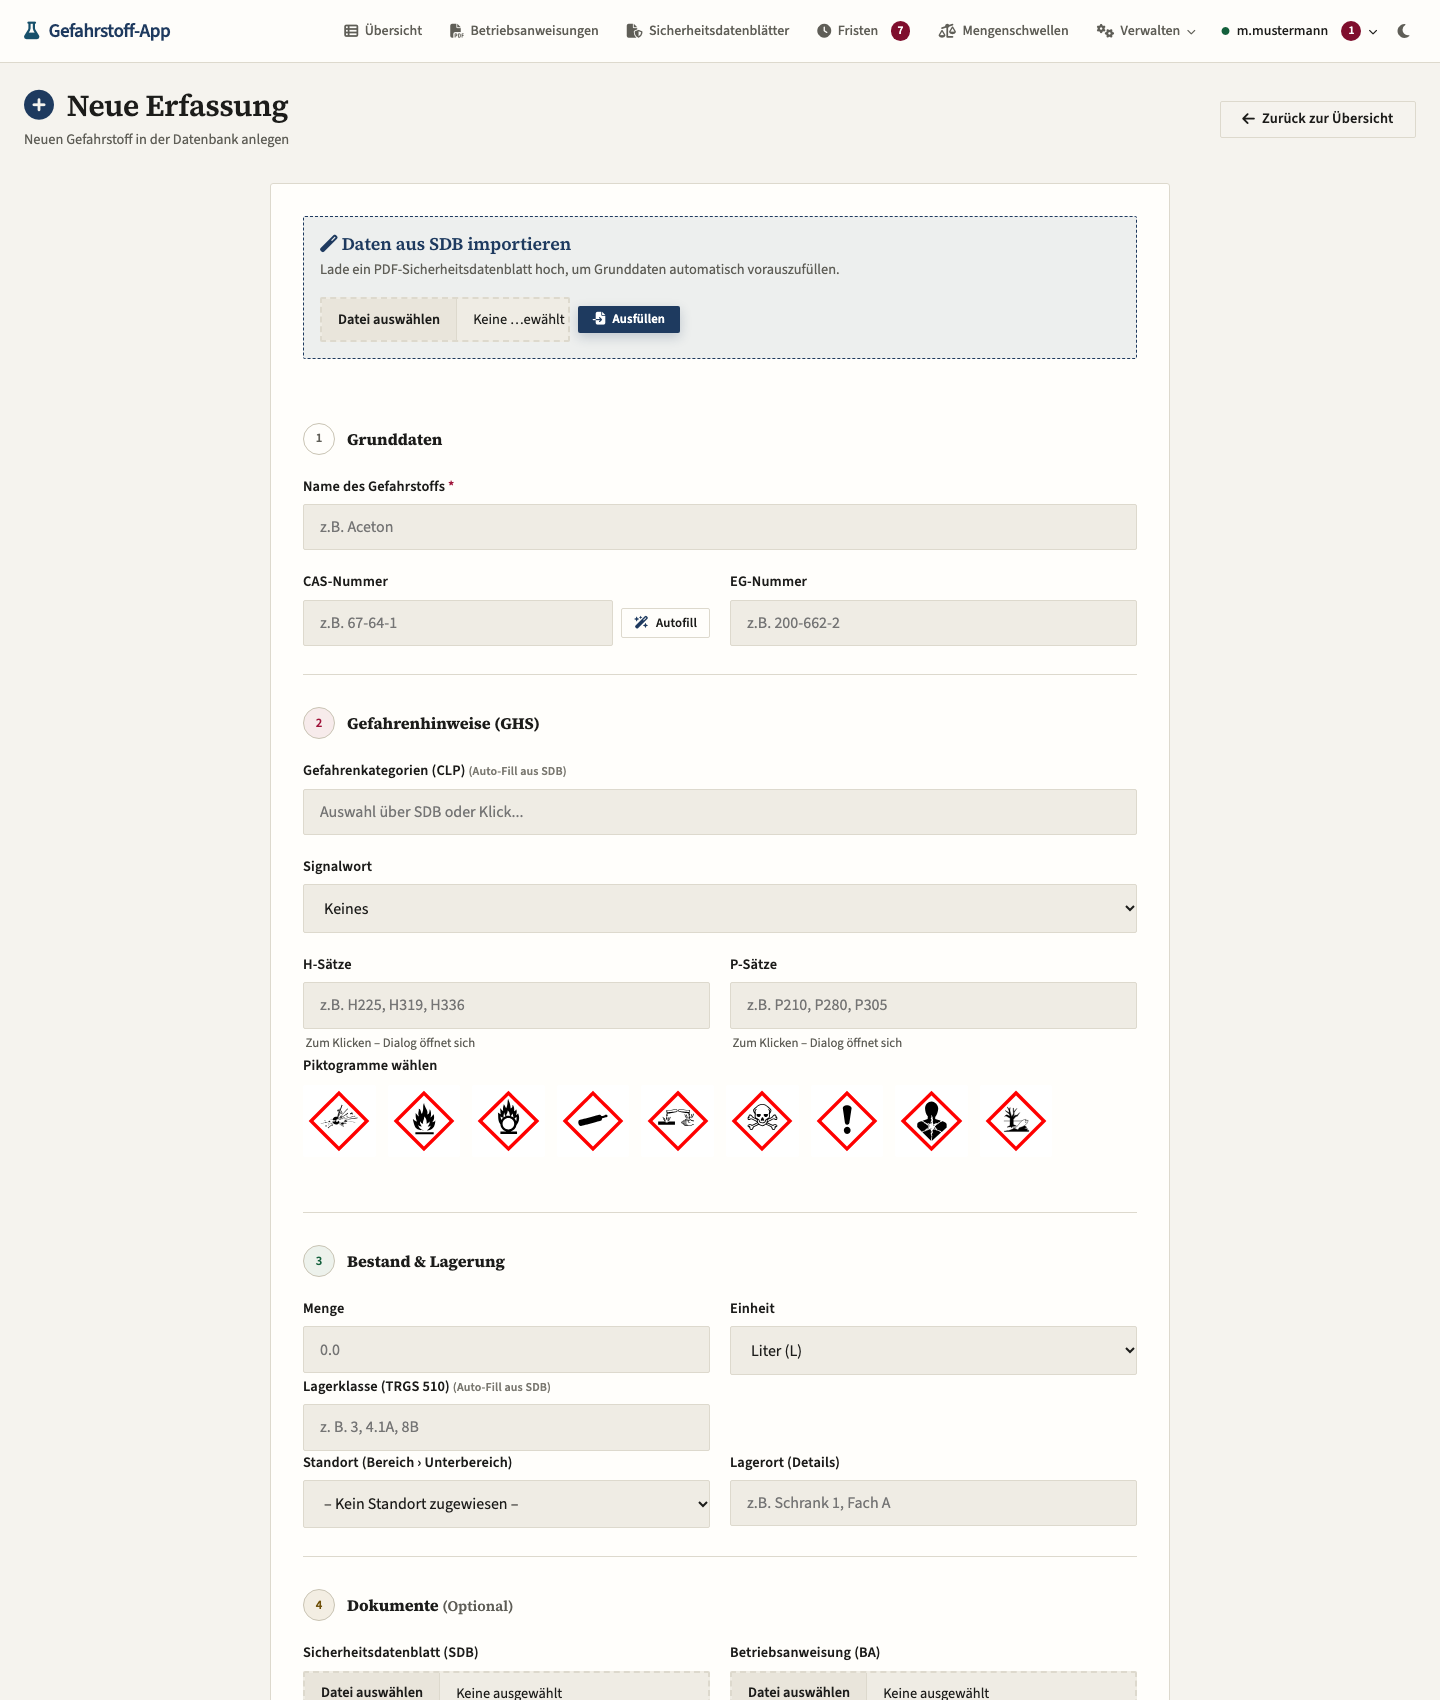 Gefahrstoff-App
Übersicht
Betriebsanweisungen
Sicherheitsdatenblätter
Fristen 7
Mengenschwellen
Verwalten
m.mustermann 1
Neue Erfassung
Neuen Gefahrstoff in der Datenbank anlegen
Zurück zur Übersicht
Daten aus SDB importieren
Lade ein PDF-Sicherheitsdatenblatt hoch, um Grunddaten automatisch vorauszufüllen.
Datei auswählen Keine …ewählt
Ausfüllen
1 Grunddaten
Name des Gefahrstoffs *
z.B. Aceton
CAS-Nummer
z.B. 67-64-1
Autofill
EG-Nummer
z.B. 200-662-2
2 Gefahrenhinweise (GHS)
Gefahrenkategorien (CLP) (Auto-Fill aus SDB)
Auswahl über SDB oder Klick...
Signalwort
Keines
H-Sätze
z.B. H225, H319, H336
Zum Klicken – Dialog öffnet sich
P-Sätze
z.B. P210, P280, P305
Zum Klicken – Dialog öffnet sich
Piktogramme wählen
3 Bestand & Lagerung
Menge
0.0
Einheit
Liter (L)
Lagerklasse (TRGS 510) (Auto-Fill aus SDB)
z. B. 3, 4.1A, 8B
Standort (Bereich › Unterbereich)
– Kein Standort zugewiesen –
Lagerort (Details)
z.B. Schrank 1, Fach A
4 Dokumente (Optional)
Sicherheitsdatenblatt (SDB)
Datei auswählen Keine ausgewählt
Betriebsanweisung (BA)
Datei auswählen Keine ausgewählt